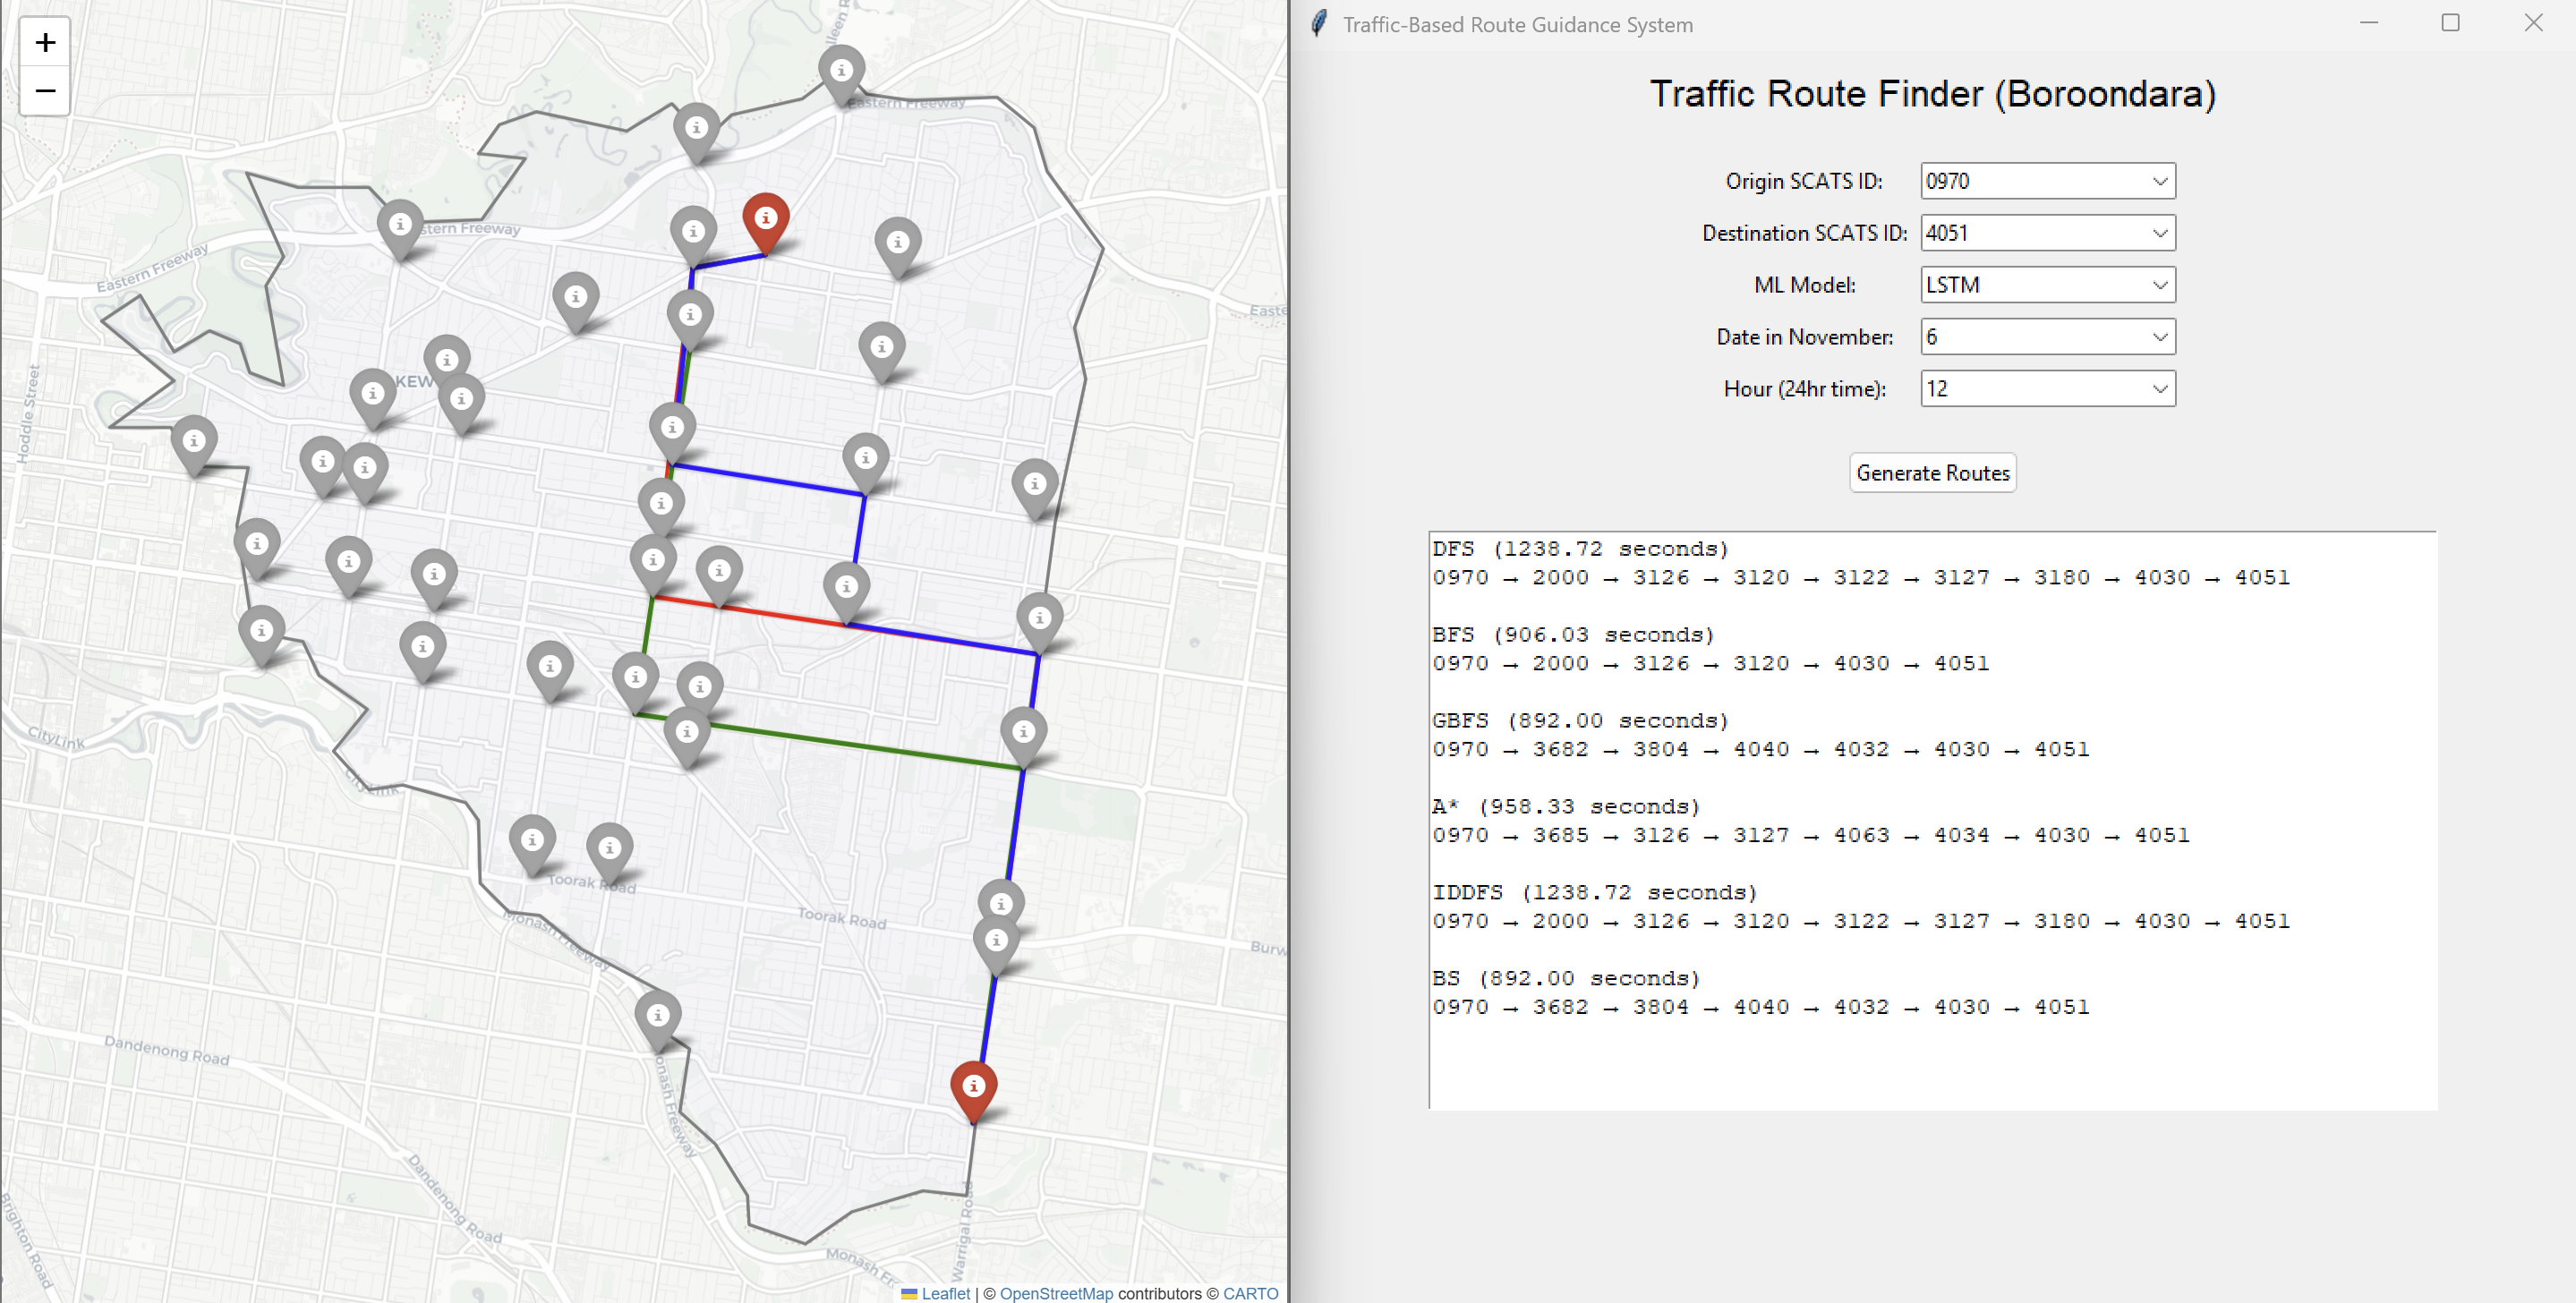 +
−
Eastern Freeway
stern Freeway
Eastern Freeway
Hoddle Street
KEW
Easte
CityLink
CityLink
Toorak Road
Toorak Road
Burw
Monash Freeway
Dandenong Road
onash Freeway
Dandenong Road
Brighton Road
Warrigal Road
Monash Fr
Leaflet | © OpenStreetMap contributors © CARTO
Traffic-Based Route Guidance System
Traffic Route Finder (Boroondara)
Origin SCATS ID: 0970
Destination SCATS ID: 4051
ML Model: LSTM
Date in November: 6
Hour (24hr time): 12
Generate Routes
DFS (1238.72 seconds)
0970 → 2000 → 3126 → 3120 → 3122 → 3127 → 3180 → 4030 → 4051
BFS (906.03 seconds)
0970 → 2000 → 3126 → 3120 → 4030 → 4051
GBFS (892.00 seconds)
0970 → 3682 → 3804 → 4040 → 4032 → 4030 → 4051
A* (958.33 seconds)
0970 → 3685 → 3126 → 3127 → 4063 → 4034 → 4030 → 4051
IDDFS (1238.72 seconds)
0970 → 2000 → 3126 → 3120 → 3122 → 3127 → 3180 → 4030 → 4051
BS (892.00 seconds)
0970 → 3682 → 3804 → 4040 → 4032 → 4030 → 4051